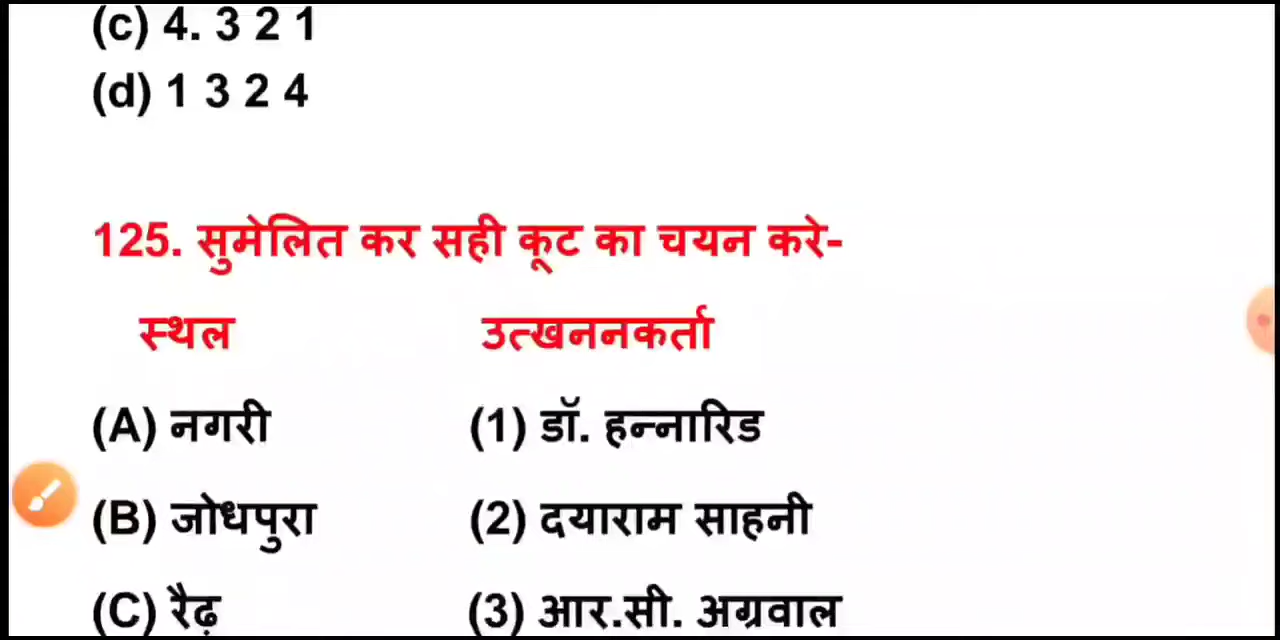 (c) 4. 3 2 1
(d) 1 3 2 4
125. सुमेलित कर सही कूट का चयन करे-
स्थल उत्खननकर्ता
(A) नगरी (1) डॉ. हन्नारिड
(B) जोधपुरा (2) दयाराम साहनी
(C) रैढ़ (3) आर.सी. अग्रवाल